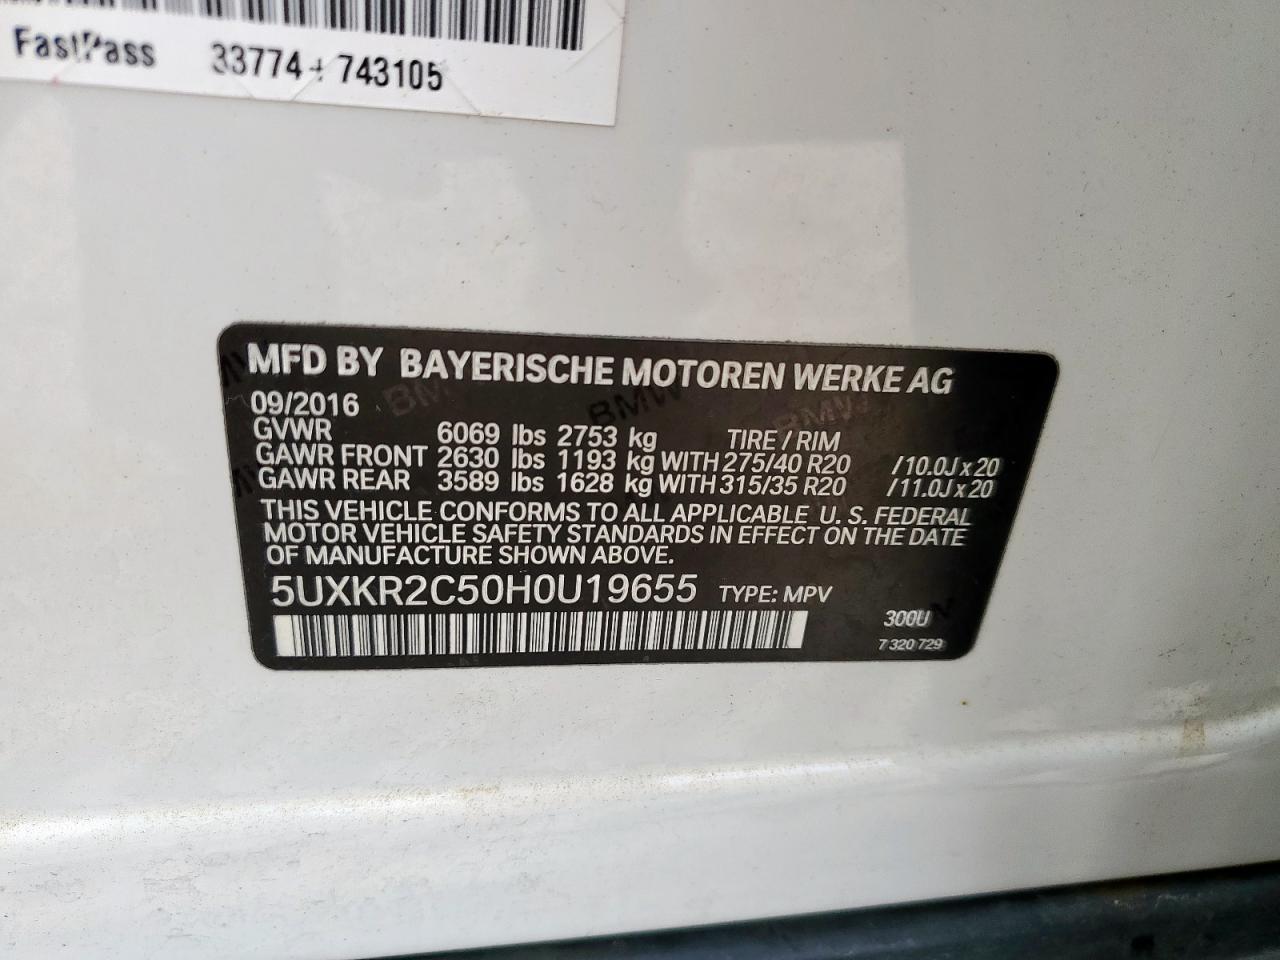 FastPass 33774 + 743105
MFD BY BAYERISCHE MOTOREN WERKE AG
09/2016
GVWR 6069 lbs 2753 kg TIRE / RIM
GAWR FRONT 2630 lbs 1193 kg WITH 275/40 R20 /10.0J x 20
GAWR REAR 3589 lbs 1628 kg WITH 315/35 R20 /11.0J x 20
THIS VEHICLE CONFORMS TO ALL APPLICABLE U. S. FEDERAL
MOTOR VEHICLE SAFETY STANDARDS IN EFFECT ON THE DATE
OF MANUFACTURE SHOWN ABOVE.
5UXKR2C50H0U19655 TYPE: MPV
300U
7 320 729